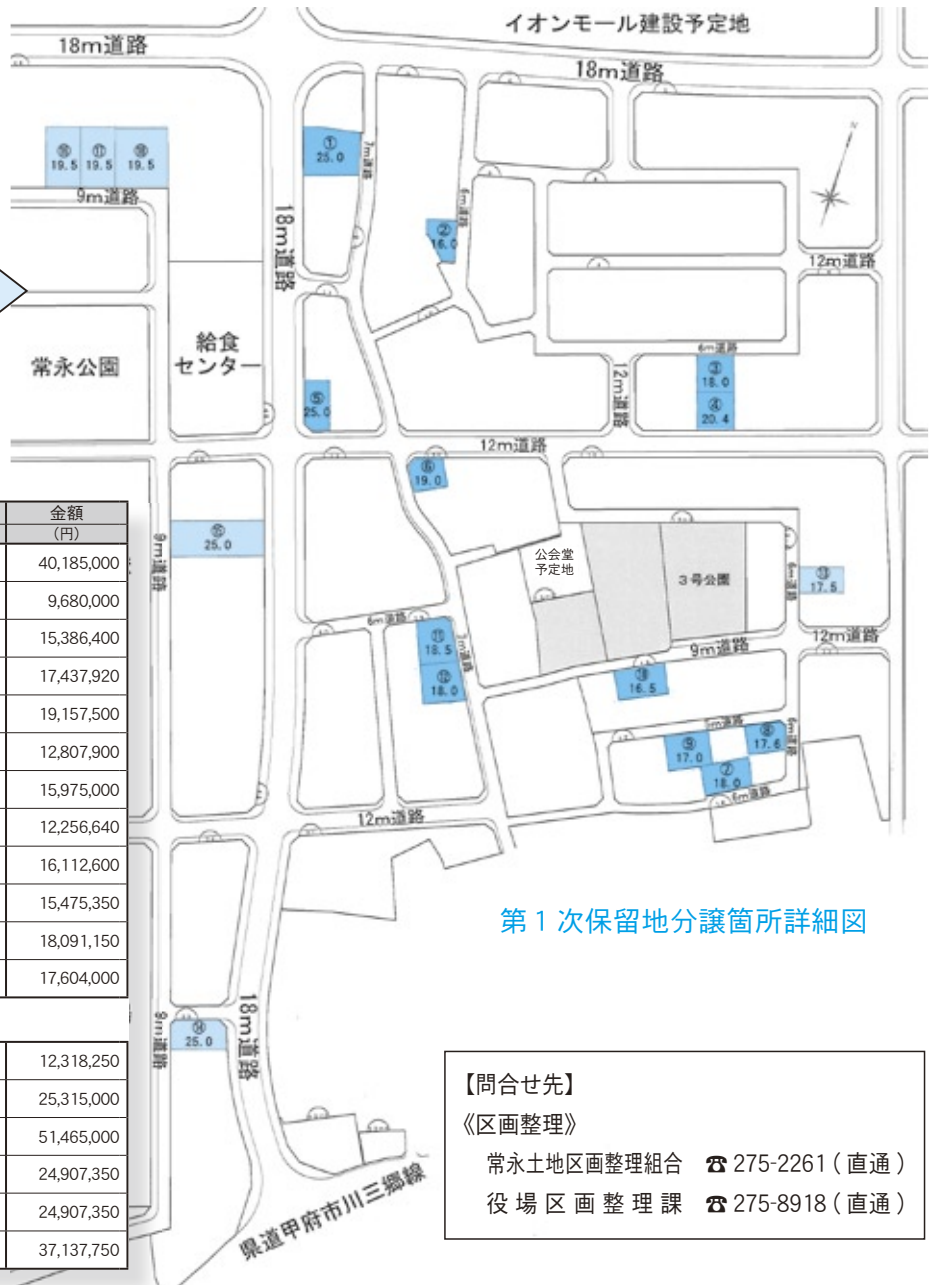 イオンモール建設予定地
18m道路
18m道路
⑯
19.5
⑰
19.5
⑱
19.5
9m道路
①
25.0
7m道路
②
16.0
6m道路
N
18m道路
12m道路
常永公園
給食
センター
⑤
25.0
6m道路
③
18.0
④
20.4
12m道路
12m道路
⑥
19.0
⑮
25.0
9m道路
公会堂
予定地
3号公園
6m道路
⑬
17.5
12m道路
6m道路
⑪
18.5
⑫
18.0
7m道路
9m道路
⑩
16.5
⑨
17.0
⑧
17.6
6m道路
⑦
18.0
6m道路
12m道路
金額
(円)
40,185,000
9,680,000
15,386,400
17,437,920
19,157,500
12,807,900
15,975,000
12,256,640
16,112,600
15,475,350
18,091,150
17,604,000
12,318,250
25,315,000
51,465,000
24,907,350
24,907,350
37,137,750
第1次保留地分譲箇所詳細図
9m道路
⑭
25.0
18m道路
県道甲府市川三郷線
【問合せ先】
《区画整理》
常永土地区画整理組合 ☎275-2261(直通)
役場区画整理課 ☎275-8918(直通)